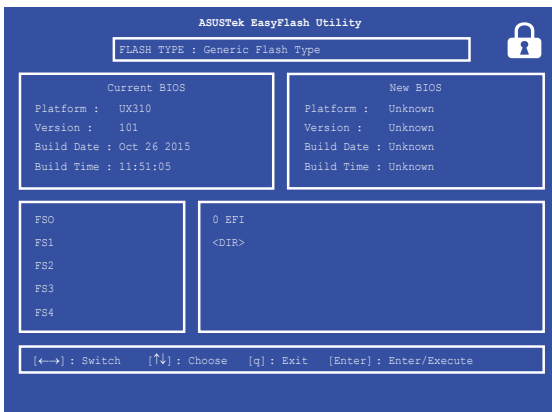 ASUSTek EasyFlash Utility
FLASH TYPE : Generic Flash Type
Current BIOS
Platform : UX310
Version : 101
Build Date : Oct 26 2015
Build Time : 11:51:05
New BIOS
Platform : Unknown
Version : Unknown
Build Date : Unknown
Build Time : Unknown
FSO
FS1
FS2
FS3
FS4
0 EFI
<DIR>
[←→] : Switch [↑↓] : Choose [q] : Exit [Enter] : Enter/Execute